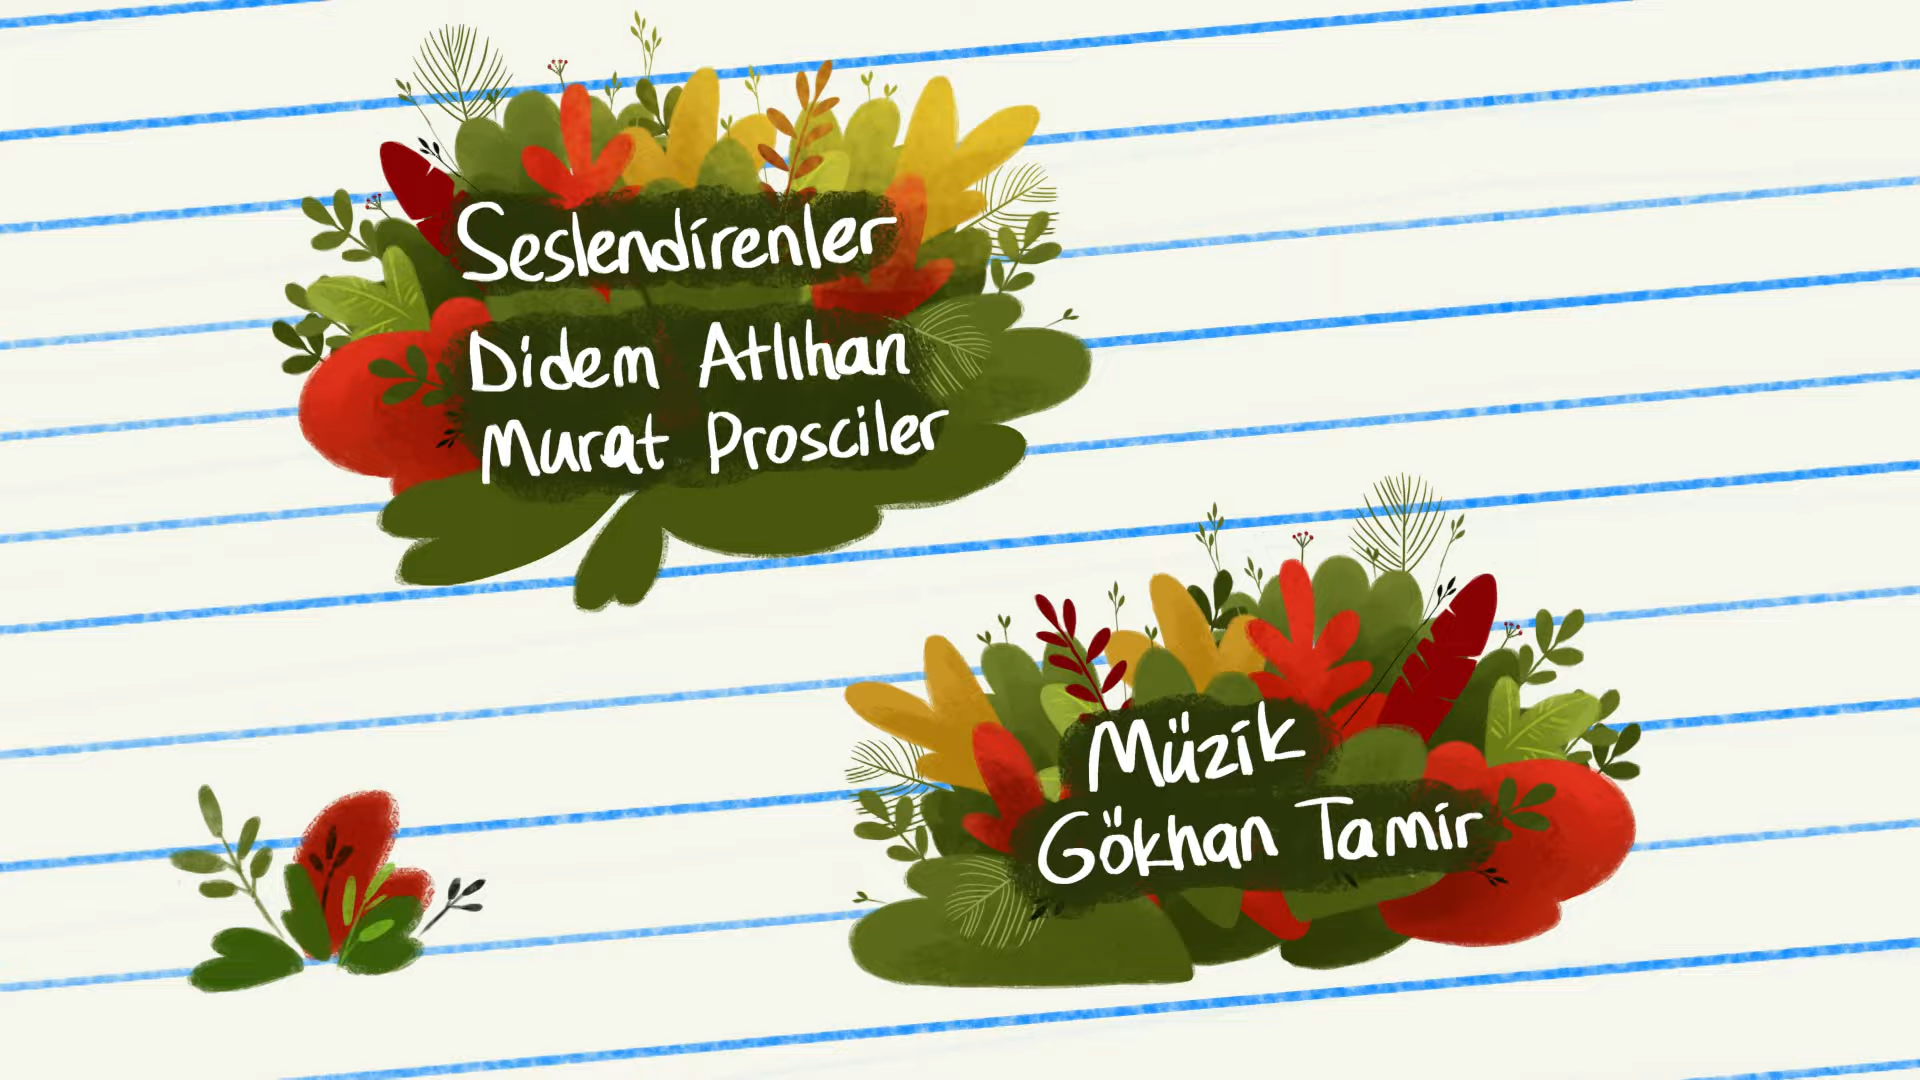 Seslendirenler
Didem Atlıhan
Murat Prosciler
Müzik
Gökhan Tamir